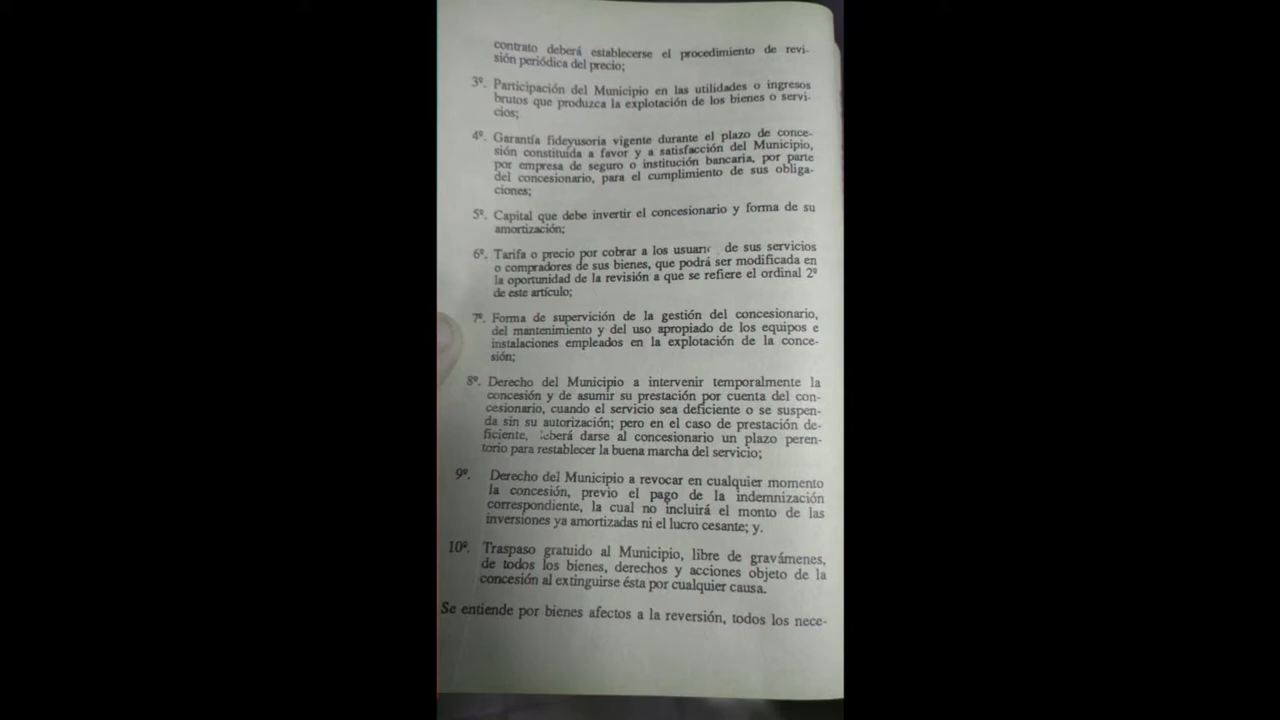 contrato deberá establecerse el procedimiento de revi-
sión periódica del precio;
3º. Participación del Municipio en las utilidades o ingresos
brutos que produzca la explotación de los bienes o servi-
cios;
4º. Garantía fideyusoria vigente durante el plazo de conce-
sión constituida a favor y a satisfacción del Municipio,
por empresa de seguro o institución bancaria, por parte
del concesionario, para el cumplimiento de sus obliga-
ciones;
5º. Capital que debe invertir el concesionario y forma de su
amortización;
6º. Tarifa o precio por cobrar a los de sus servicios
o compradores de sus bienes, que podrá ser modificada en
la oportunidad de la revisión a que se refiere el ordinal 2º
de este artículo;
7º. Forma de supervición de la gestión del concesionario,
del mantenimiento y del uso apropiado de los equipos e
instalaciones empleados en la explotación de la conce-
sión;
8º. Derecho del Municipio a intervenir temporalmente la
concesión y de asumir su prestación por cuenta del con-
cesionario, cuando el servicio sea deficiente o se suspen-
da sin su autorización; pero en el caso de prestación de-
ficiente, darse al concesionario un plazo peren-
torio para restablecer la buena marcha del servicio;
9º. Derecho del Municipio a revocar en cualquier momento
la concesión, previo el pago de la indemnización
correspondiente, la cual no incluirá el monto de las
inversiones ya amortizadas ni el lucro cesante; y.
10º. Traspaso gratuido al Municipio, libre de gravámenes,
de todos los bienes, derechos y acciones objeto de la
concesión al extinguirse ésta por cualquier causa.
Se entiende por bienes afectos a la reversión, todos los nece-